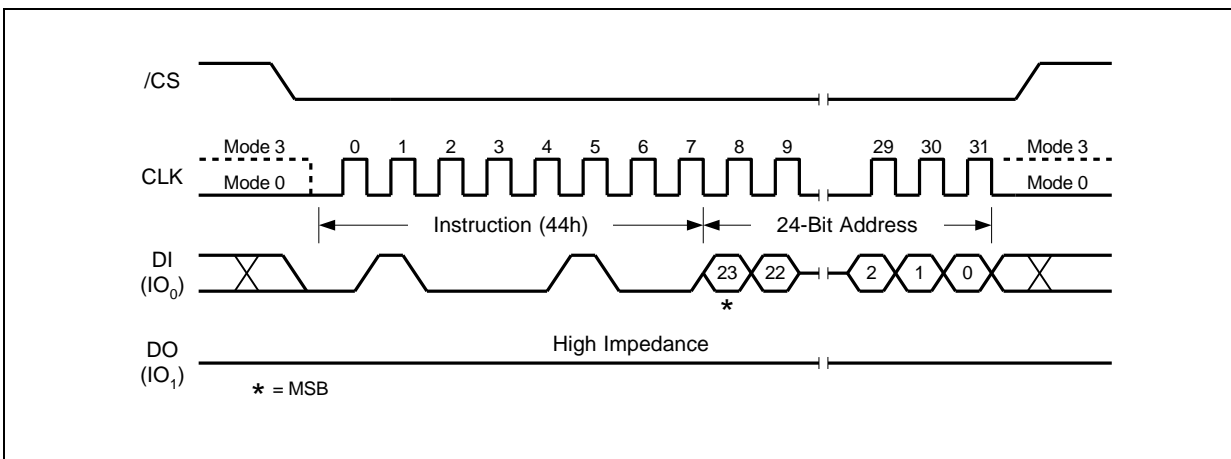 /CS
Mode 3 0 1 2 3 4 5 6 7 8 9 29 30 31 Mode 3
CLK Mode 0 Mode 0
Instruction (44h) 24-Bit Address
DI
(IO0) 23 22 2 1 0
*
High Impedance
DO
(IO1)
* = MSB